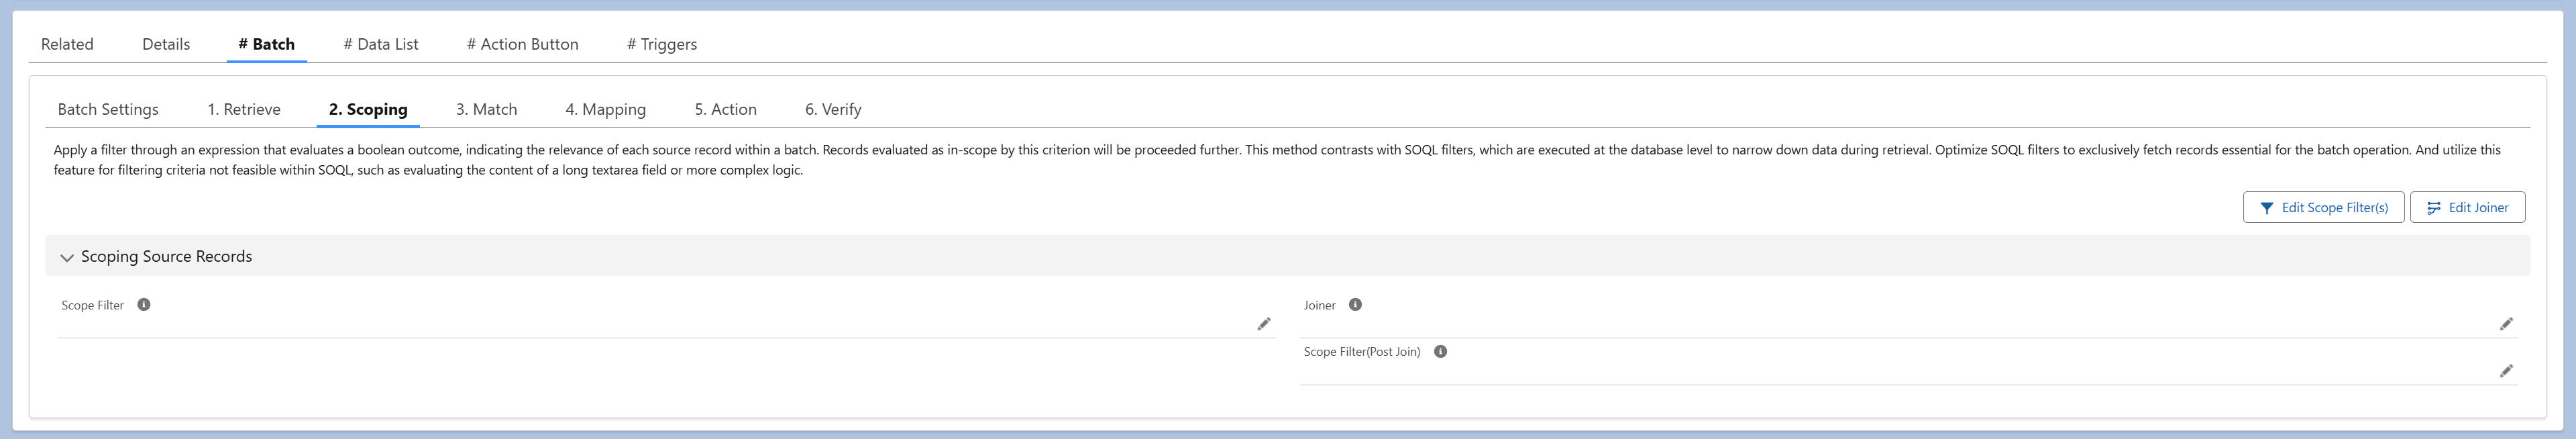 Related Details # Batch # Data List # Action Button # Triggers
Batch Settings 1. Retrieve 2. Scoping 3. Match 4. Mapping 5. Action 6. Verify
Apply a filter through an expression that evaluates a boolean outcome, indicating the relevance of each source record within a batch. Records evaluated as in-scope by this criterion will be proceeded further. This method contrasts with SOQL filters, which are executed at the database level to narrow down data during retrieval. Optimize SOQL filters to exclusively fetch records essential for the batch operation. And utilize this
feature for filtering criteria not feasible within SOQL, such as evaluating the content of a long textarea field or more complex logic.
Edit Scope Filter(s) Edit Joiner
Scoping Source Records
Scope Filter Joiner
Scope Filter(Post Join)